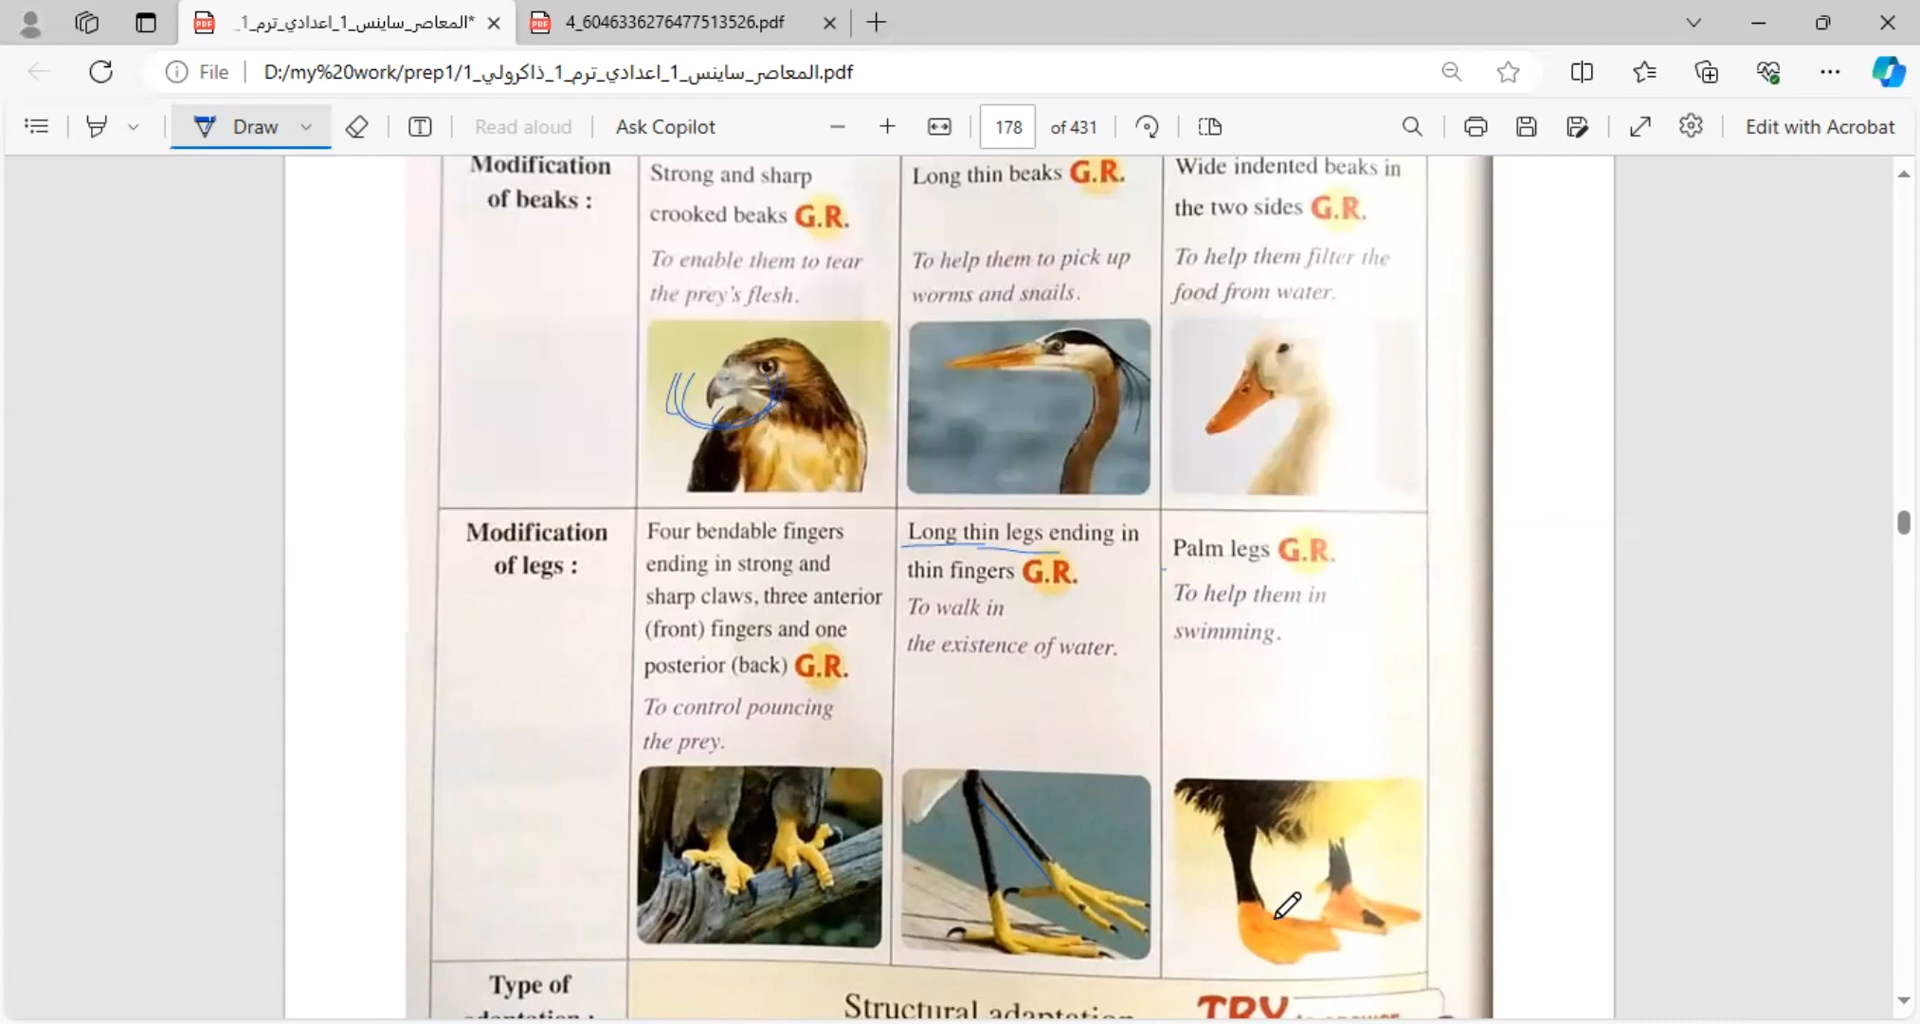 المعاصر_ساينس_1_اعدادي_ترم_1_*
4_6046336276477513526.pdf
File
D:/my%20work/prep1/1_المعاصر_ساينس_1_اعدادي_ترم_1_ذاكرولي.pdf
Draw
Read aloud
Ask Copilot
178
of 431
Edit with Acrobat
Modification
of beaks :
Strong and sharp
crooked beaks G.R.
To enable them to tear
the prey's flesh.
Long thin beaks G.R.
To help them to pick up
worms and snails.
Wide indented beaks in
the two sides G.R.
To help them filter the
food from water.
Modification
of legs :
Four bendable fingers
ending in strong and
sharp claws, three anterior
(front) fingers and one
posterior (back) G.R.
To control pouncing
the prey.
Long thin legs ending in
thin fingers G.R.
To walk in
the existence of water.
Palm legs G.R.
To help them in
swimming.
Type of
adaptation :
Structural adaptation
TRY